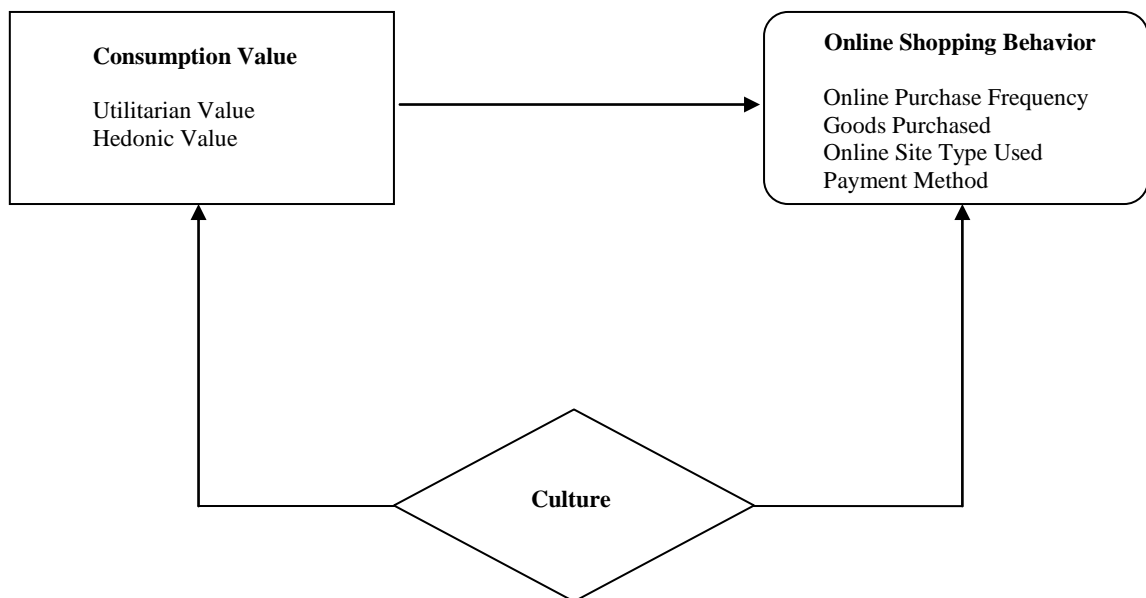 Consumption Value
Utilitarian Value
Hedonic Value
Online Shopping Behavior
Online Purchase Frequency
Goods Purchased
Online Site Type Used
Payment Method
Culture